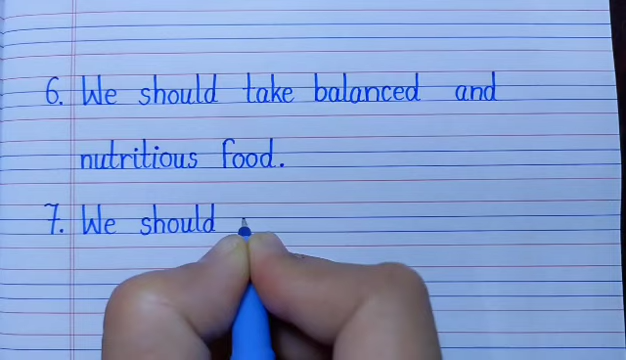 6. We should take balanced and
nutritious food.
7. We should